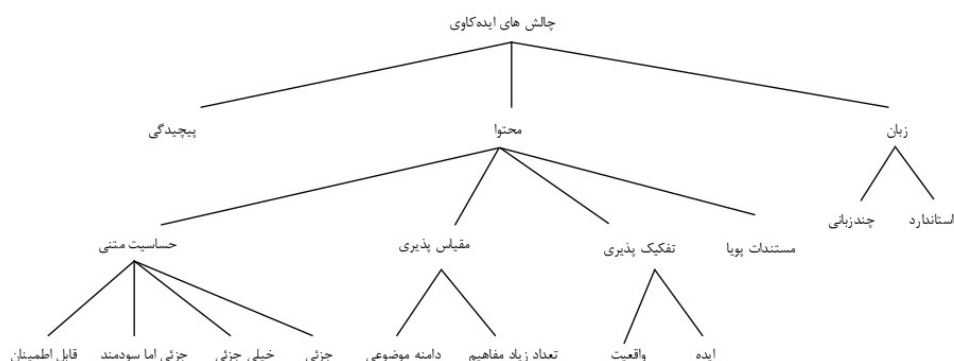 چالش های ایده‌کاوی
زبان
محتوا
پیچیدگی
استاندارد
چندزبانی
مستندات پویا
تفکیک پذیری
مقیاس پذیری
حساسیت متنی
ایده
واقعیت
تعداد زیاد مفاهیم
دامنه موضوعی
جزئی
خیلی جزئی
جزئی اما سودمند
قابل اطمینان